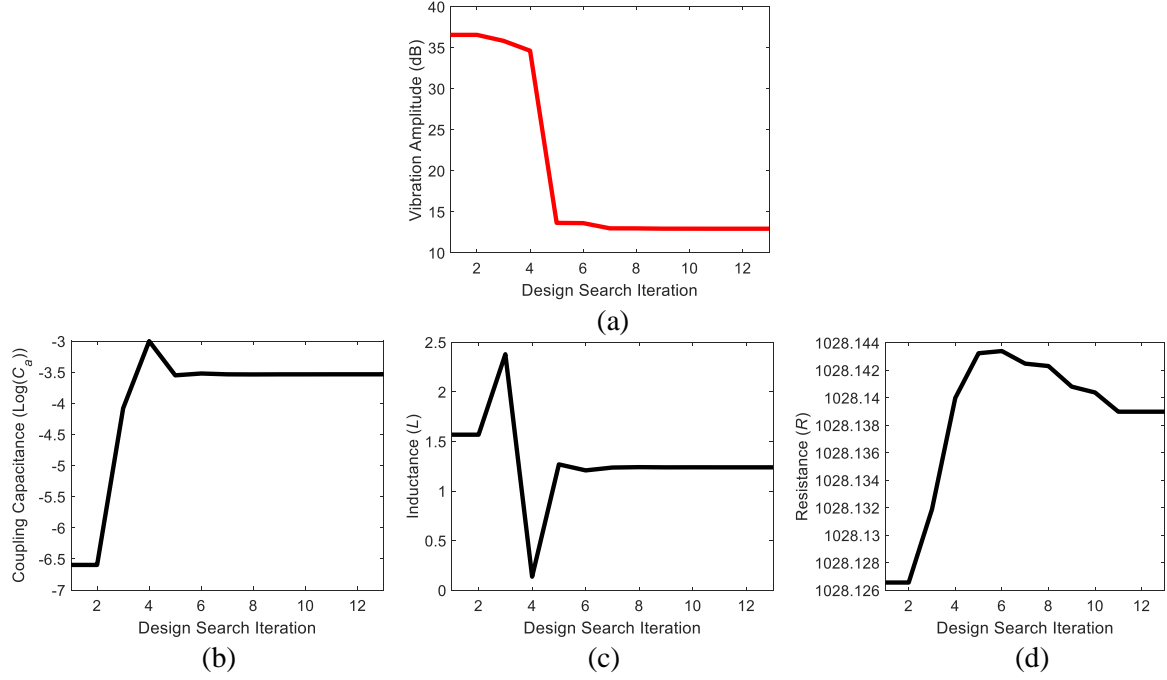 40
35
30
25
20
15
10
Vibration Amplitude (dB)
2 4 6 8 10 12
Design Search Iteration
(a)
-3
-3.5
-4
-4.5
-5
-5.5
-6
-6.5
-7
Coupling Capacitance (Log(C_a))
2 4 6 8 10 12
Design Search Iteration
(b)
2.5
2
1.5
1
0.5
0
Inductance (L)
2 4 6 8 10 12
Design Search Iteration
(c)
1028.144
1028.142
1028.14
1028.138
1028.136
1028.134
1028.132
1028.13
1028.128
1028.126
Resistance (R)
2 4 6 8 10 12
Design Search Iteration
(d)